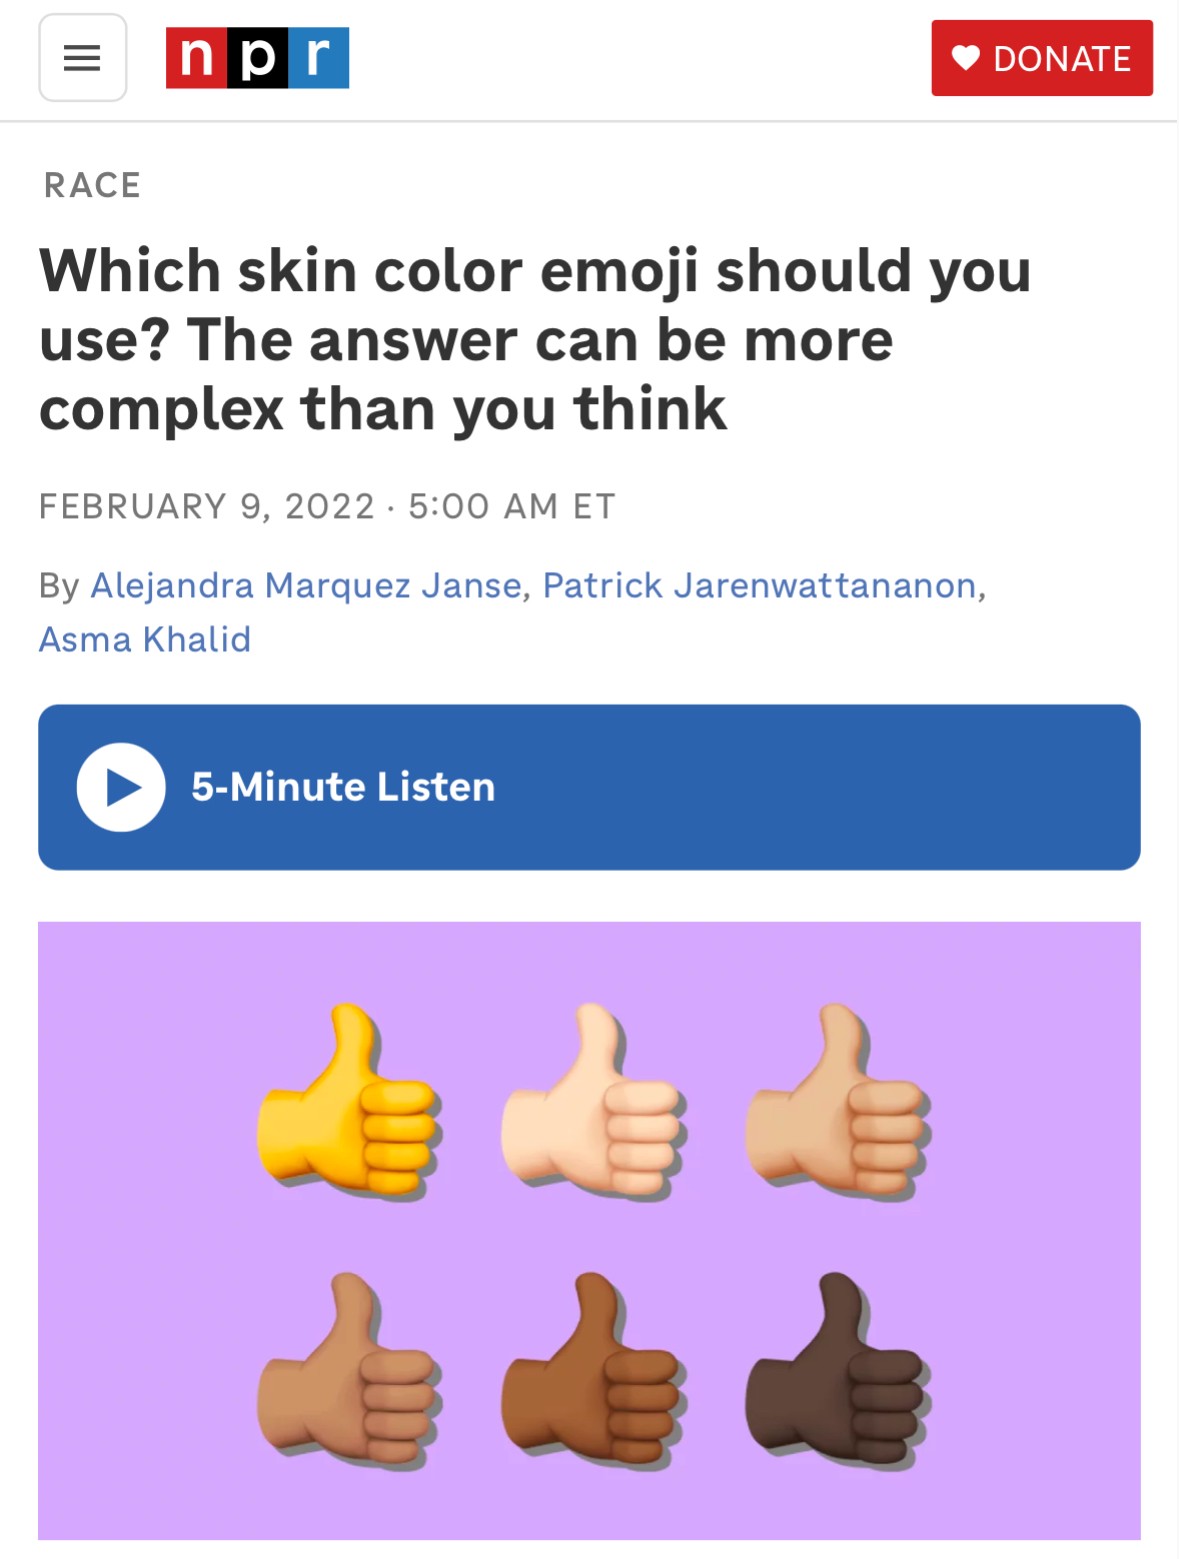 npr
DONATE
RACE
Which skin color emoji should you
use? The answer can be more
complex than you think
FEBRUARY 9, 2022 · 5:00 AM ET
By Alejandra Marquez Janse, Patrick Jarenwattananon,
Asma Khalid
5-Minute Listen